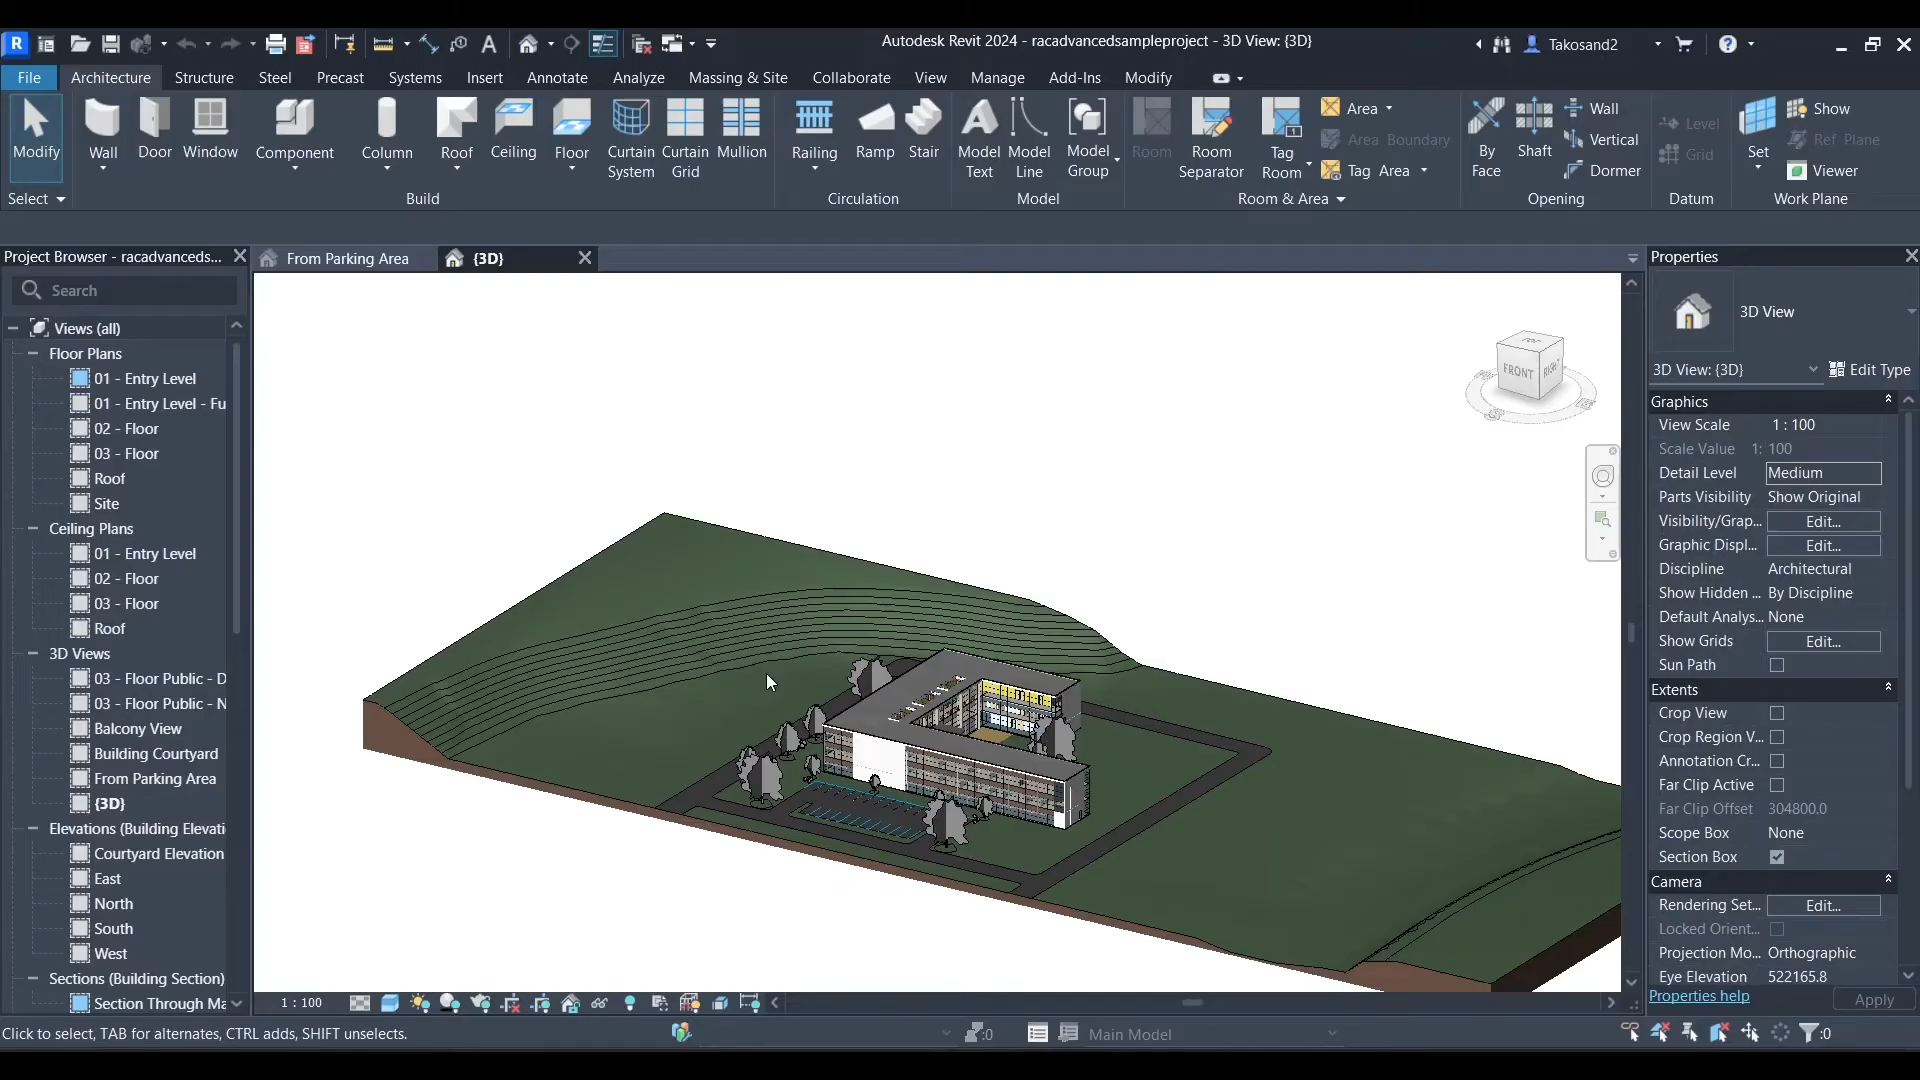 R
A
Autodesk Revit 2024 - racadvancedsampleproject - 3D View: {3D}
Takosand2
File
Architecture
Structure
Steel
Precast
Systems
Insert
Annotate
Analyze
Massing & Site
Collaborate
View
Manage
Add-Ins
Modify
Modify
Wall
Door
Window
Component
Column
Roof
Ceiling
Floor
Curtain System
Curtain Grid
Mullion
Railing
Ramp
Stair
Model Text
Model Line
Model Group
Room
Room Separator
Tag Room
Area
Area Boundary
Tag Area
By Face
Shaft
Wall
Vertical
Dormer
Level
Grid
Set
Show
Ref Plane
Viewer
Select
Build
Circulation
Model
Room & Area
Opening
Datum
Work Plane
Project Browser - racadvanceds...
Search
Views (all)
Floor Plans
01 - Entry Level
01 - Entry Level - Fu
02 - Floor
03 - Floor
Roof
Site
Ceiling Plans
01 - Entry Level
02 - Floor
03 - Floor
Roof
3D Views
03 - Floor Public - D
03 - Floor Public - N
Balcony View
Building Courtyard
From Parking Area
{3D}
Elevations (Building Elevati
Courtyard Elevation
East
North
South
West
Sections (Building Section)
Section Through Ma
From Parking Area
{3D}
TOP
FRONT
RIGHT
Properties
3D View
3D View: {3D}
Edit Type
Graphics
View Scale 1 : 100
Scale Value 1: 100
Detail Level Medium
Parts Visibility Show Original
Visibility/Grap... Edit...
Graphic Displ... Edit...
Discipline Architectural
Show Hidden ... By Discipline
Default Analys... None
Show Grids Edit...
Sun Path
Extents
Crop View
Crop Region V...
Annotation Cr...
Far Clip Active
Far Clip Offset 304800.0
Scope Box None
Section Box
Camera
Rendering Set... Edit...
Locked Orient...
Projection Mo... Orthographic
Eye Elevation 522165.8
Properties help
Apply
1 : 100
Click to select, TAB for alternates, CTRL adds, SHIFT unselects.
:0
Main Model
:0